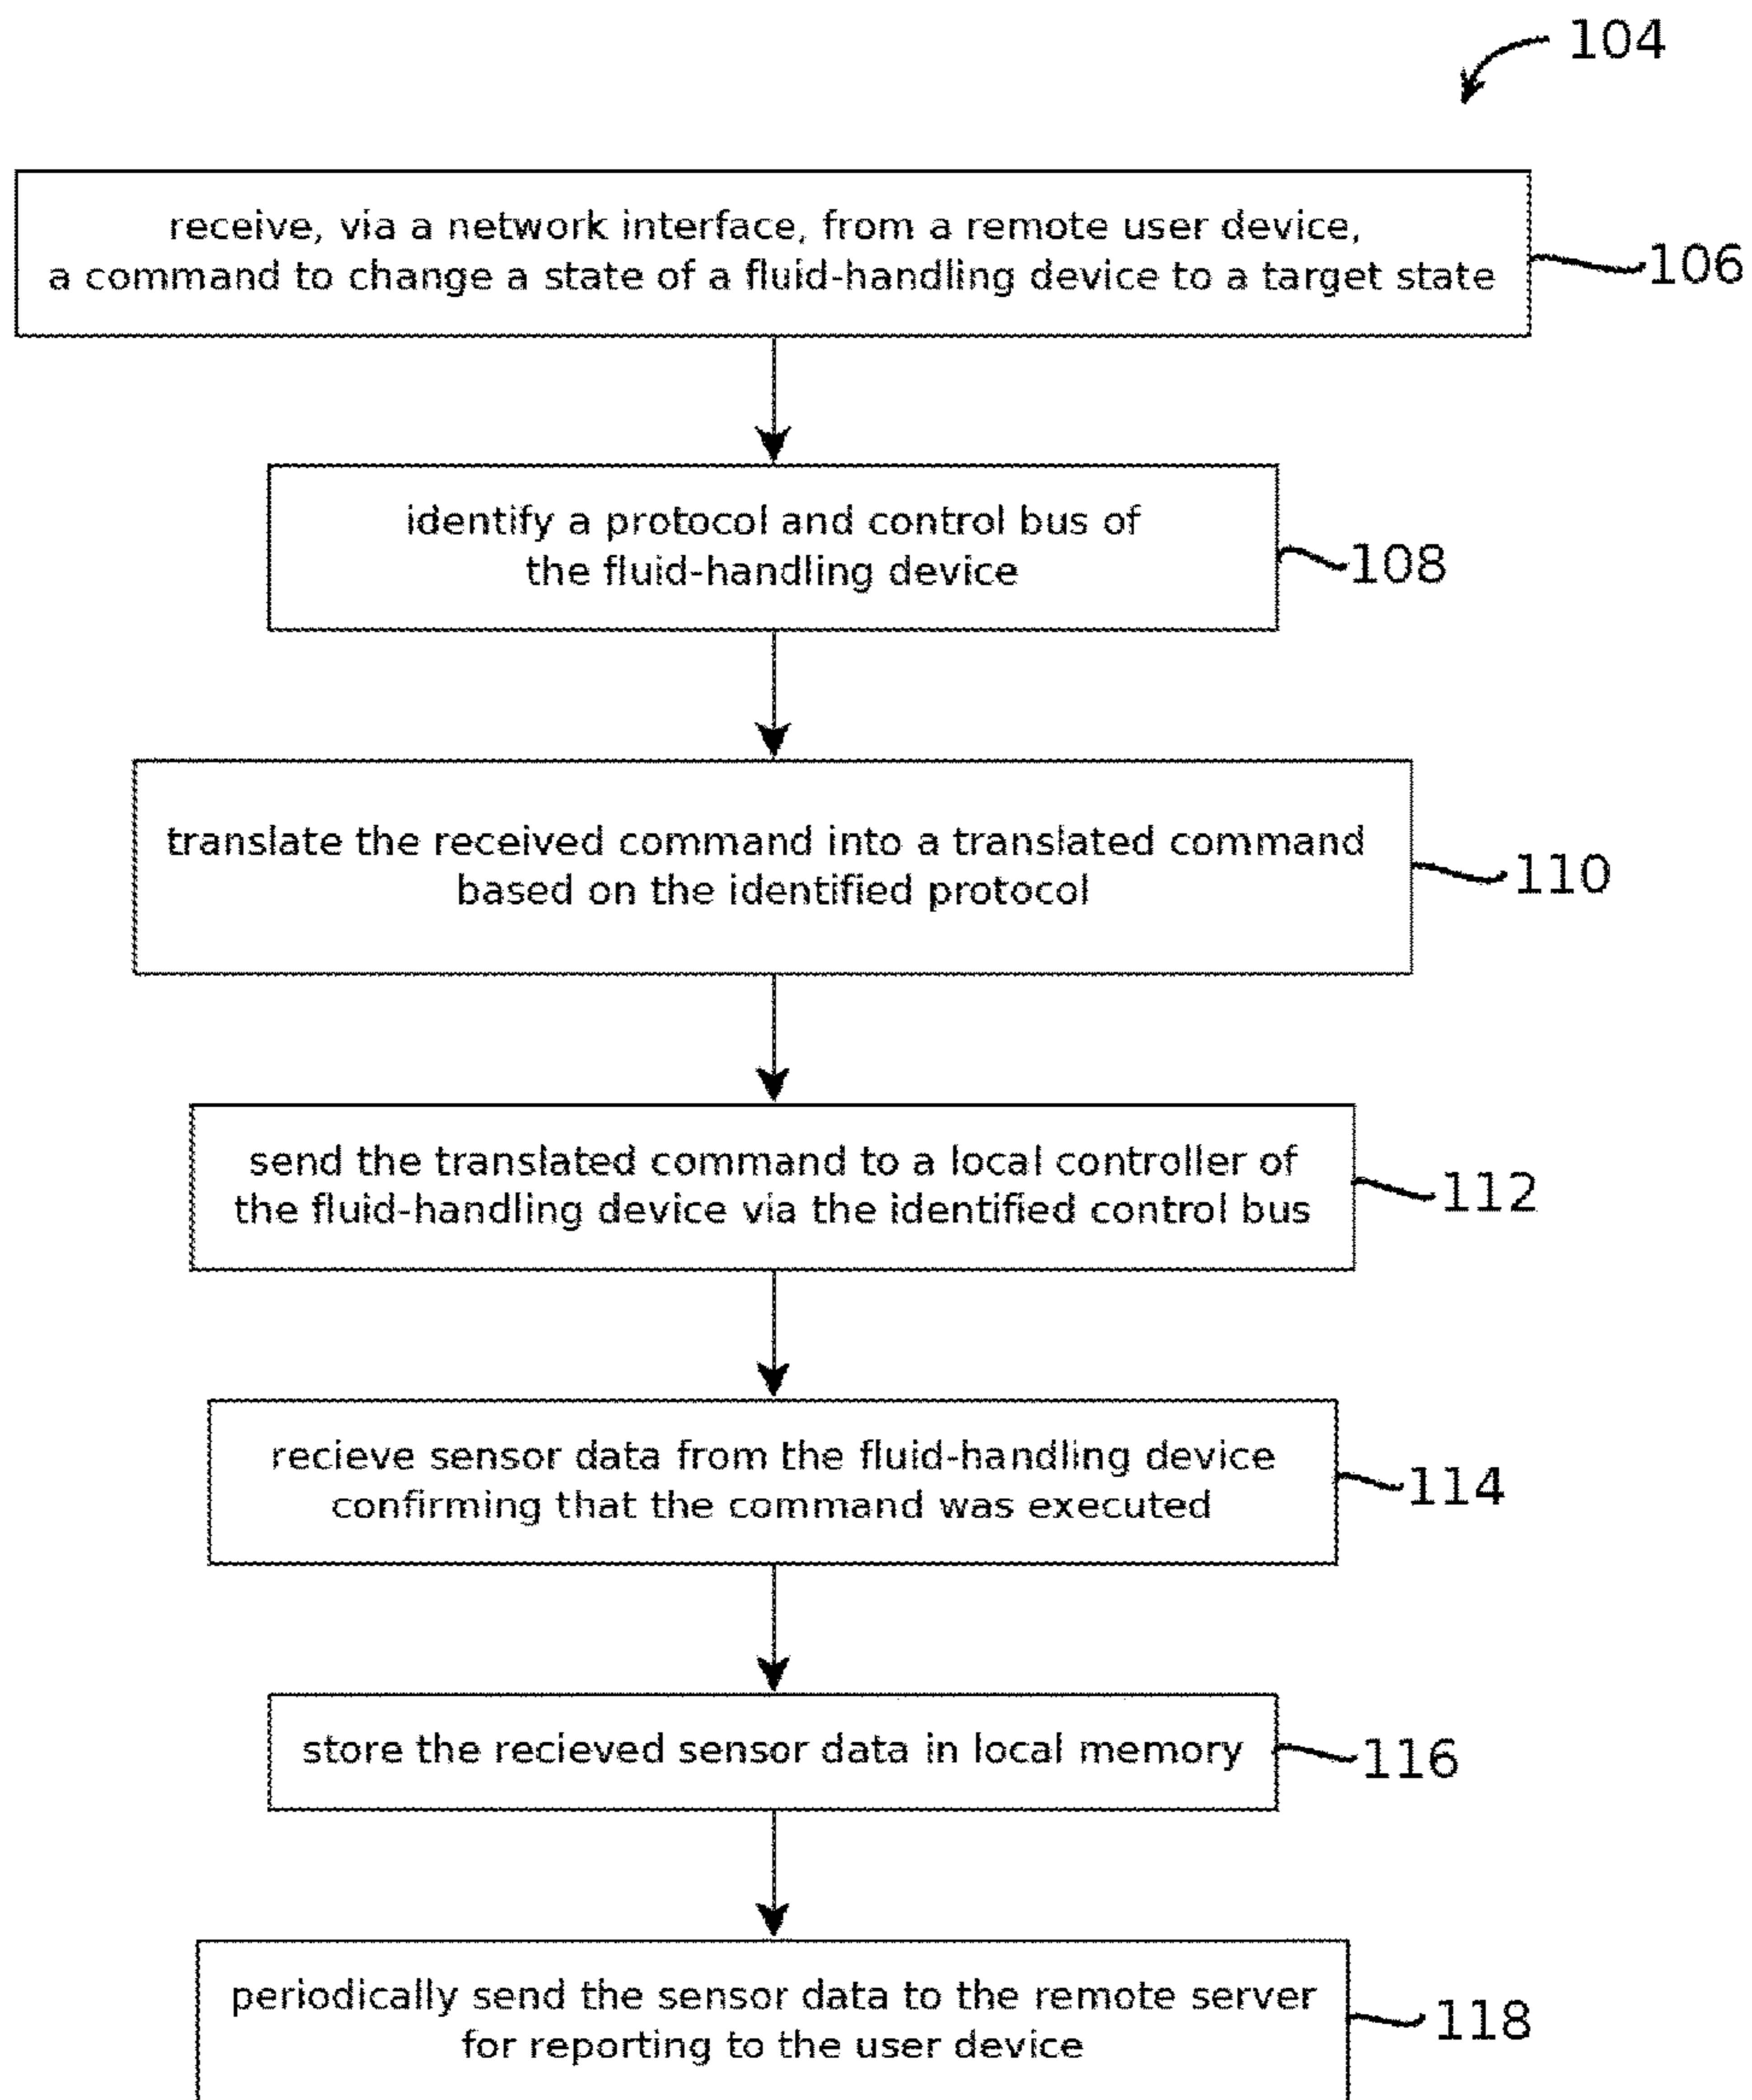 104
receive, via a network interface, from a remote user device,
a command to change a state of a fluid-handling device to a target state
106
identify a protocol and control bus of
the fluid-handling device
108
translate the received command into a translated command
based on the identified protocol
110
send the translated command to a local controller of
the fluid-handling device via the identified control bus
112
recieve sensor data from the fluid-handling device
confirming that the command was executed
114
store the recieved sensor data in local memory
116
periodically send the sensor data to the remote server
for reporting to the user device
118